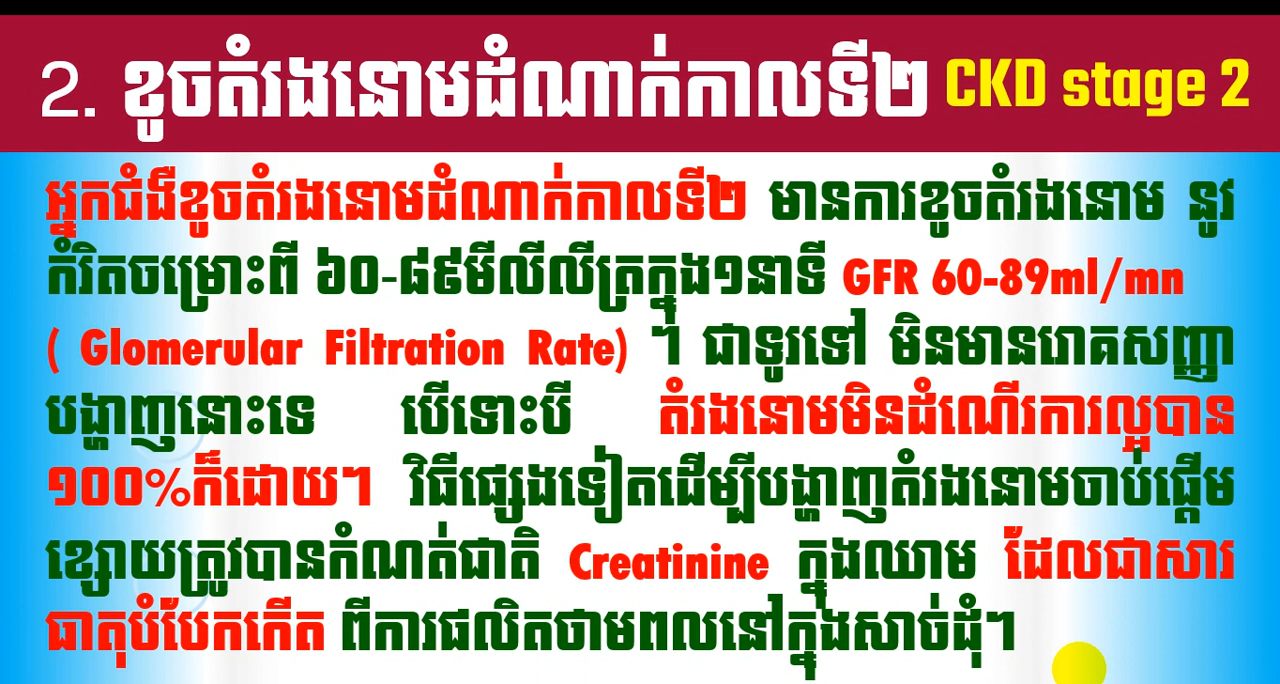 2. ខូចតំរងនោមដំណាក់កាលទី២ CKD stage 2
អ្នកជំងឺខូចតំរងនោមដំណាក់កាលទី២ មានការខូចតំរងនោម នូវ
កំរិតចម្រោះពី ៦០-៨៩មីលីលីត្រក្នុង១នាទី GFR 60-89ml/mn
( Glomerular Filtration Rate) ។ ជាទូរទៅ មិនមានរោគសញ្ញា
បង្ហាញនោះទេ បើទោះបី តំរងនោមមិនដំណើរការល្អបាន
១០០%ក៏ដោយ។ វិធីផ្សេងទៀតដើម្បីបង្ហាញតំរងនោមចាប់ផ្តើម
ខ្សោយត្រូវបានកំណត់ជាតិ Creatinine ក្នុងឈាម ដែលជាសារ
ធាតុបំបែកកើត ពីការផលិតថាមពលនៅក្នុងសាច់ដុំ។